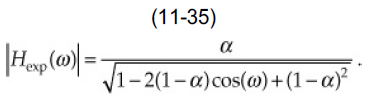 (11-35)
|H_exp(ω)| = α / √(1−2(1−α)cos(ω)+(1−α)²) .